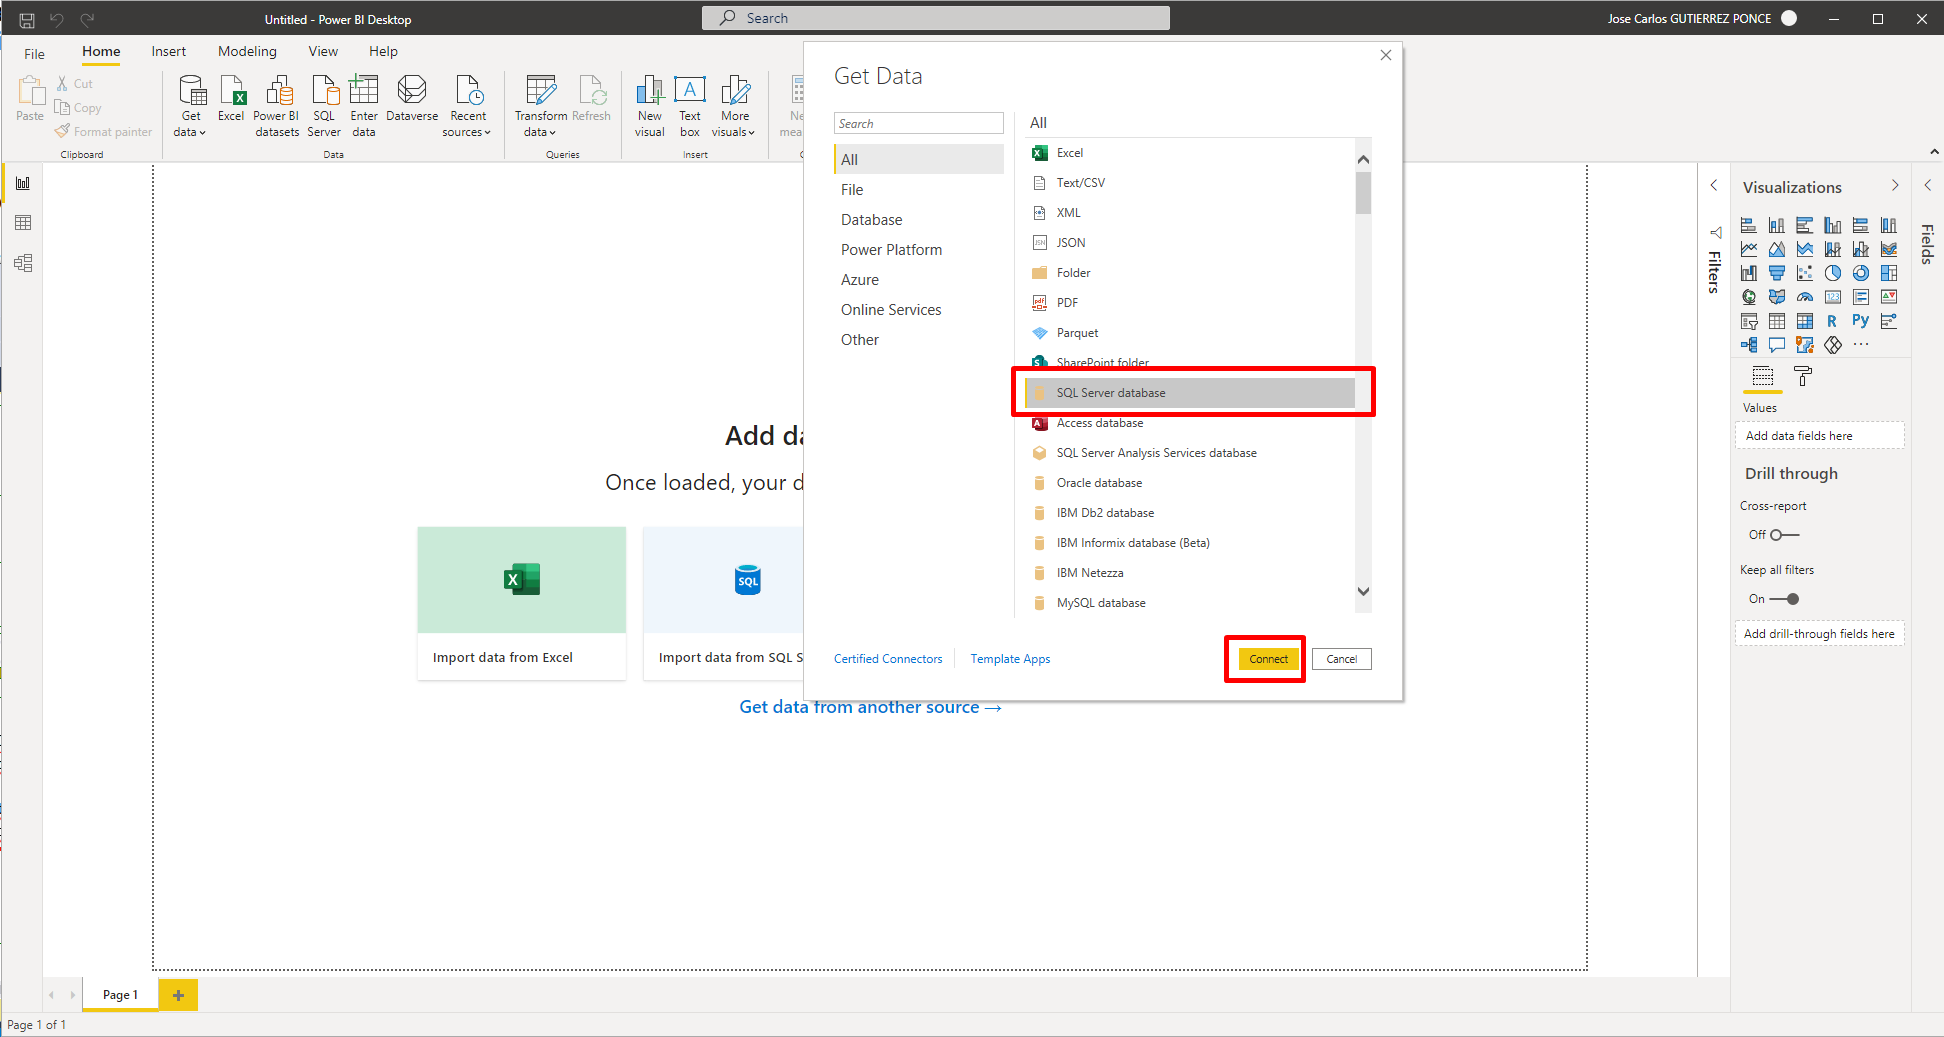 Untitled - Power BI Desktop
Search
Jose Carlos GUTIERREZ PONCE
File
Home
Insert
Modeling
View
Help
Paste
Cut
Copy
Format painter
Clipboard
Get data
Excel
Power BI datasets
SQL Server
Enter data
Dataverse
Recent sources
Data
Transform data
Refresh
Queries
New visual
Text box
More visuals
Insert
Ne
mea
Get Data
Search
All
File
Database
Power Platform
Azure
Online Services
Other
All
Excel
Text/CSV
XML
JSON
Folder
PDF
Parquet
SharePoint folder
SQL Server database
Access database
SQL Server Analysis Services database
Oracle database
IBM Db2 database
IBM Informix database (Beta)
IBM Netezza
MySQL database
Certified Connectors
Template Apps
Connect
Cancel
Add da
Once loaded, your d
SQL
Import data from Excel
Import data from SQL S
Get data from another source →
Filters
Visualizations
123
R
Py
...
Values
Add data fields here
Drill through
Cross-report
Off
Keep all filters
On
Add drill-through fields here
Fields
Page 1
+
Page 1 of 1